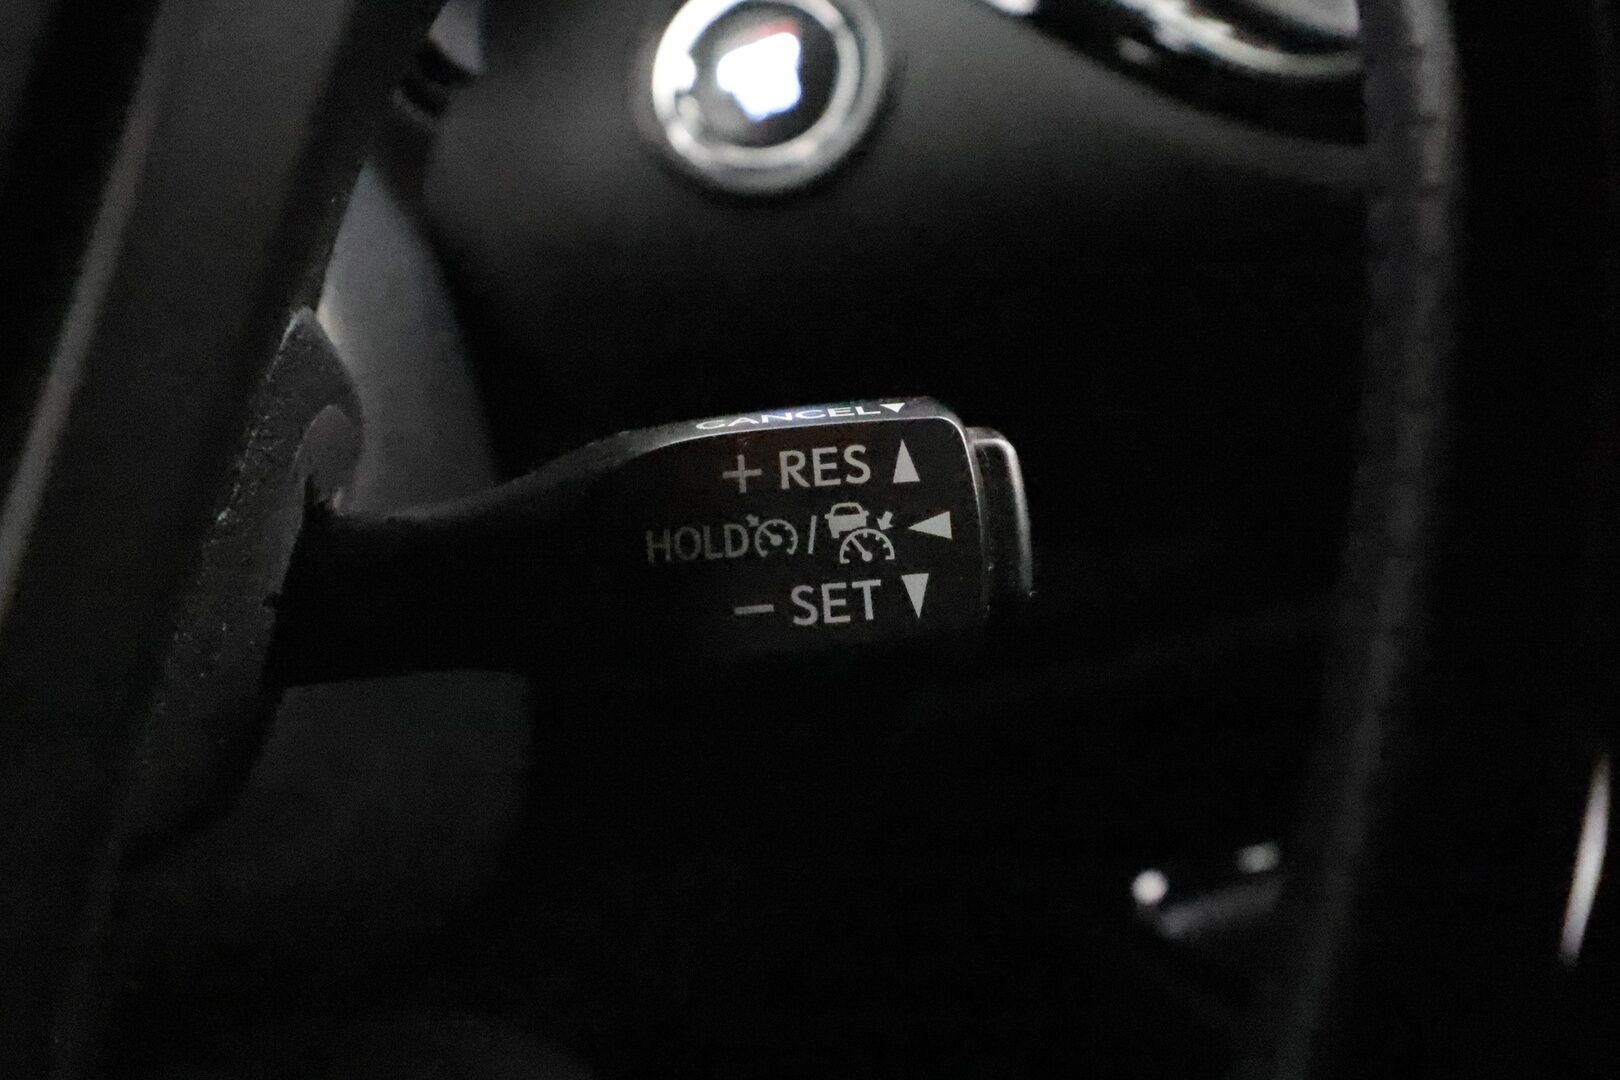 CANCEL▼
+ RES ▲
HOLD / ◀
− SET ▼